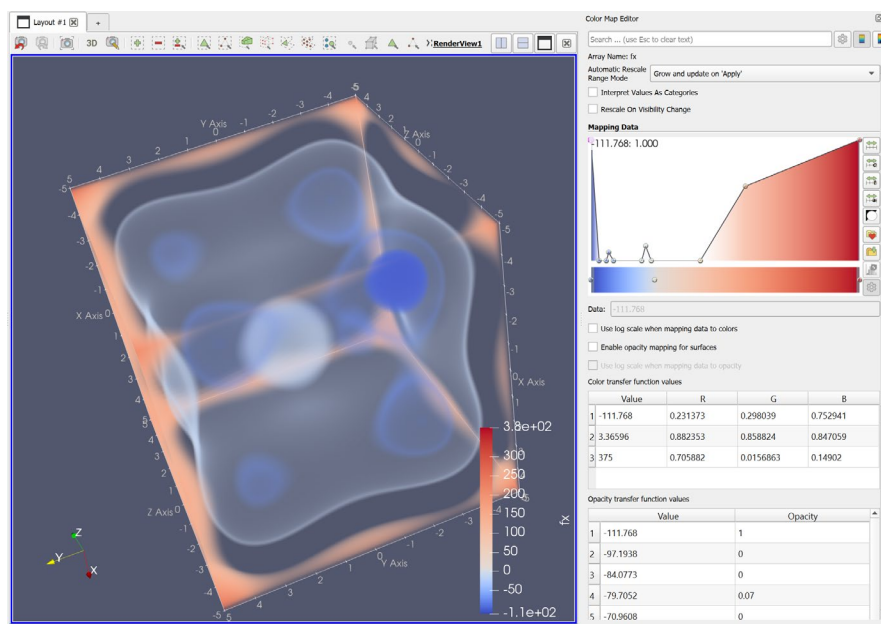 Layout #1
+
3D
RenderView1
Y Axis
Z Axis
X Axis
X Axis
Z Axis
Y Axis
3.8e+02
300
250
200
150
100
50
0
-50
-1.1e+02
fx
Z
Y
X
Color Map Editor
Search ... (use Esc to clear text)
Array Name: fx
Automatic Rescale Range Mode
Grow and update on 'Apply'
Interpret Values As Categories
Rescale On Visibility Change
Mapping Data
-111.768: 1.000
Data: -111.768
Use log scale when mapping data to colors
Enable opacity mapping for surfaces
Use log scale when mapping data to opacity
Color transfer function values
Value R G B
1 -111.768 0.231373 0.298039 0.752941
2 3.36596 0.882353 0.858824 0.847059
3 375 0.705882 0.0156863 0.14902
Opacity transfer function values
Value Opacity
1 -111.768 1
2 -97.1938 0
3 -84.0773 0
4 -79.7052 0.07
5 -70.9608 0